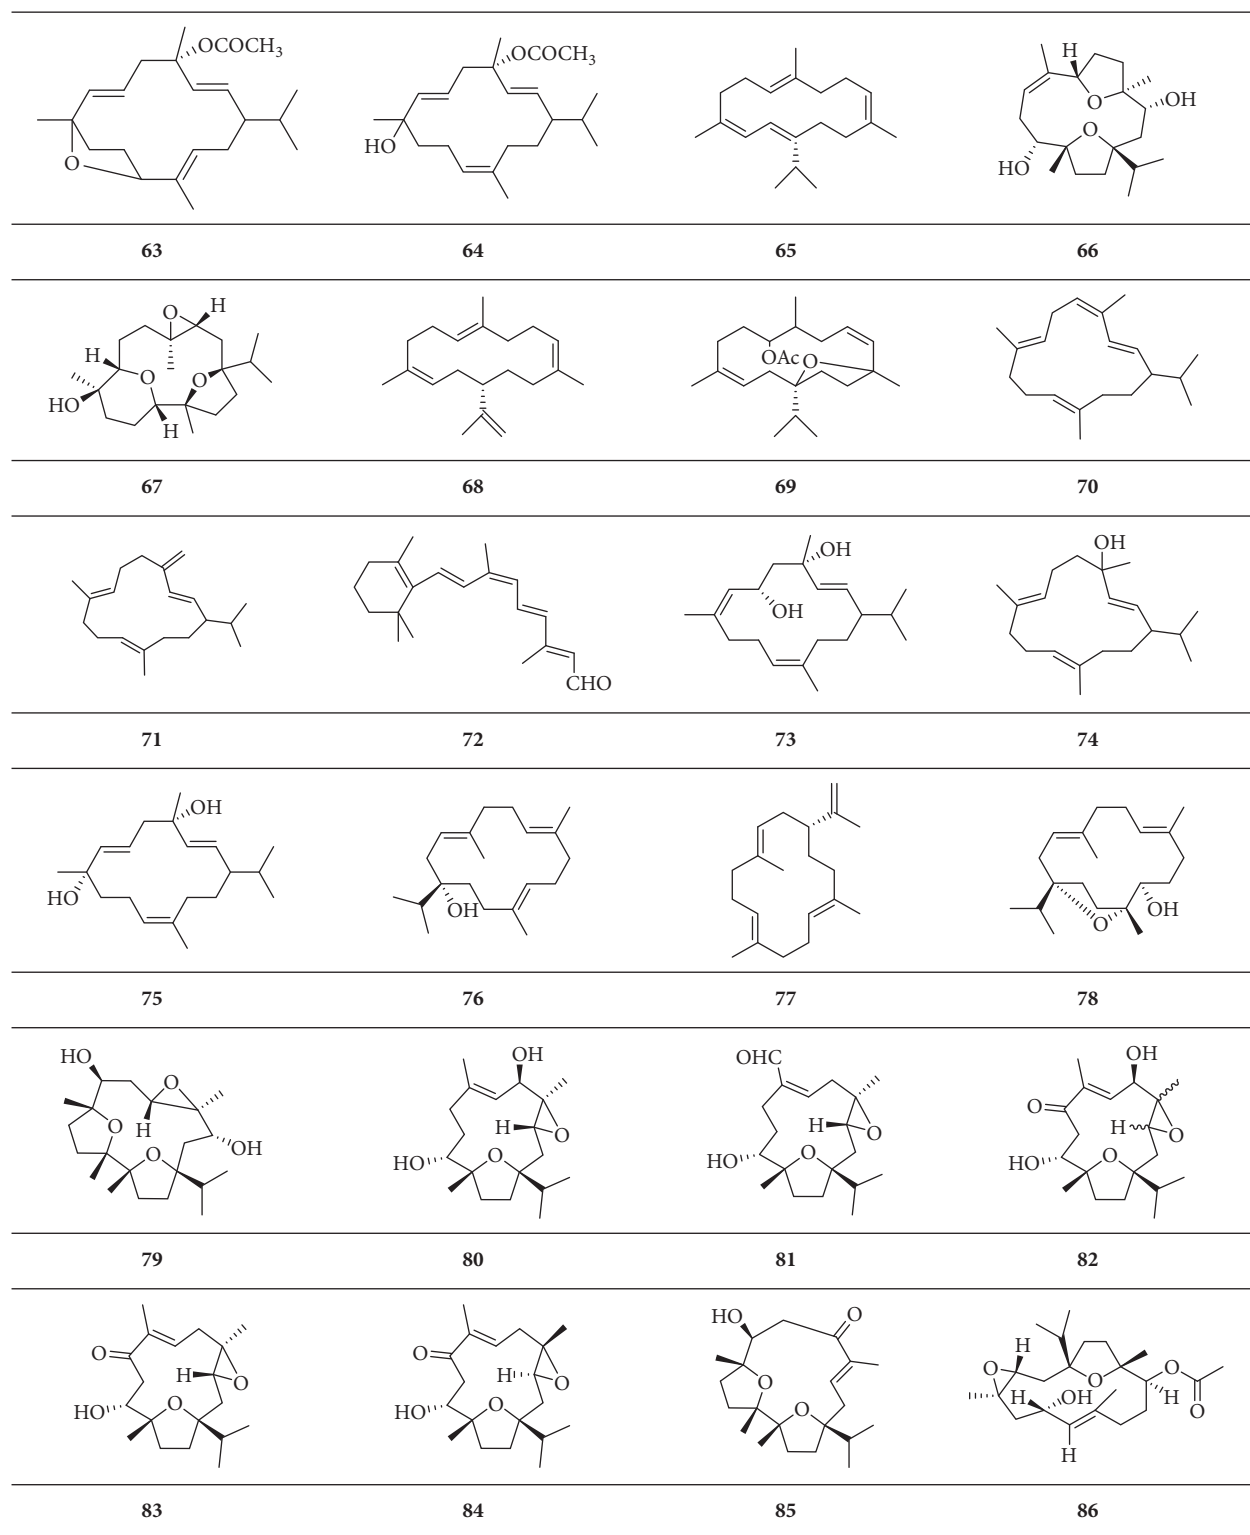 OCOCH3 OCOCH3 H OH
HO O O
O HO
63 64 65 66
O H
H OAc O
O O
HO H
67 68 69 70
OH OH
OH
CHO
71 72 73 74
OH
HO OH O OH
75 76 77 78
HO O OH OHC OH
O H OH H O H O O H O
O HO O HO O HO O
79 80 81 82
O H O O H O HO O
HO O HO O O O O H H OH O O H O
H
83 84 85 86